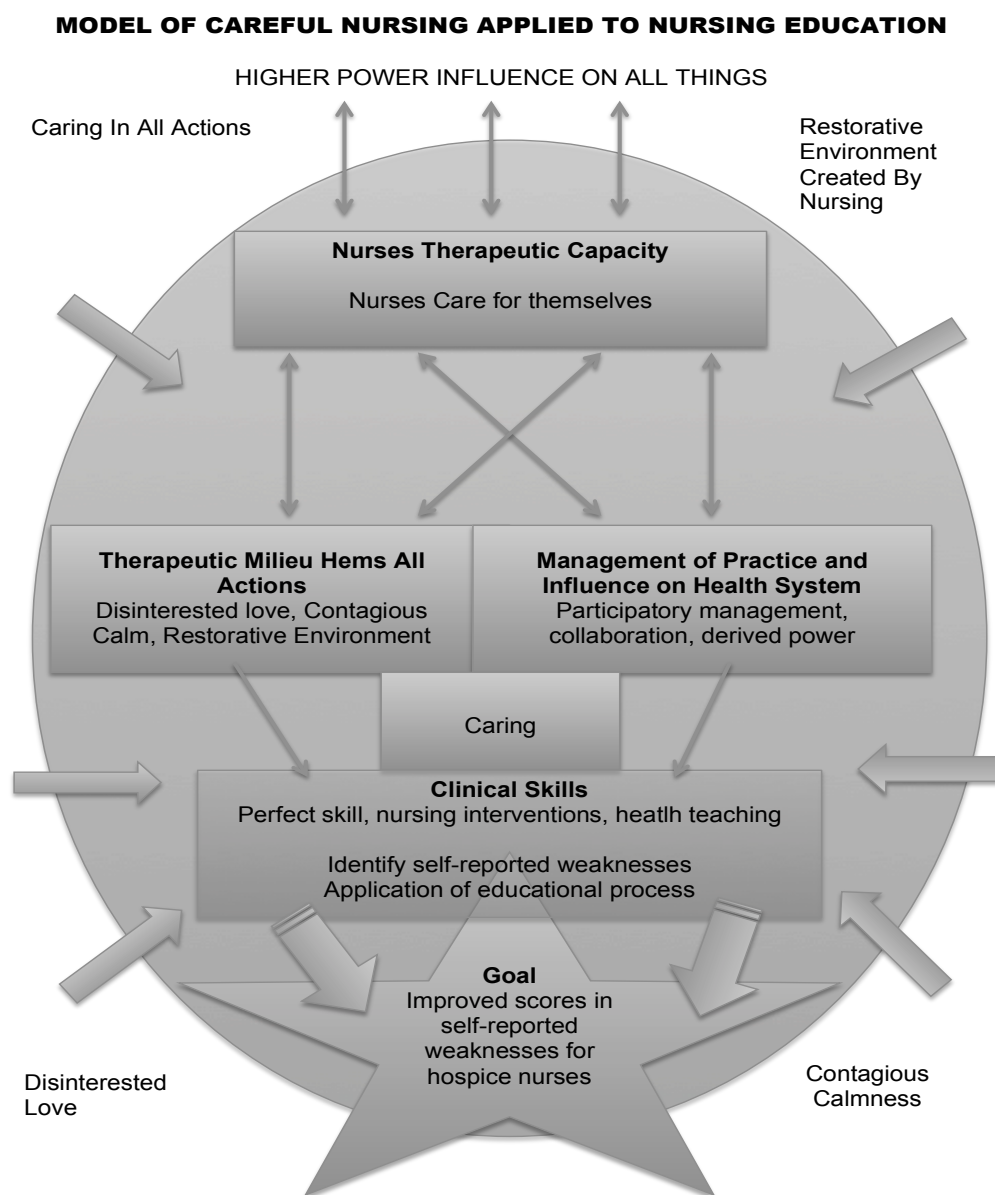 MODEL OF CAREFUL NURSING APPLIED TO NURSING EDUCATION
HIGHER POWER INFLUENCE ON ALL THINGS
Caring In All Actions
Restorative
Environment
Created By
Nursing
Nurses Therapeutic Capacity
Nurses Care for themselves
Therapeutic Milieu Hems All
Actions
Disinterested love, Contagious
Calm, Restorative Environment
Management of Practice and
Influence on Health System
Participatory management,
collaboration, derived power
Caring
Clinical Skills
Perfect skill, nursing interventions, heatlh teaching
Identify self-reported weaknesses
Application of educational process
Goal
Improved scores in
self-reported
weaknesses for
hospice nurses
Disinterested
Love
Contagious
Calmness